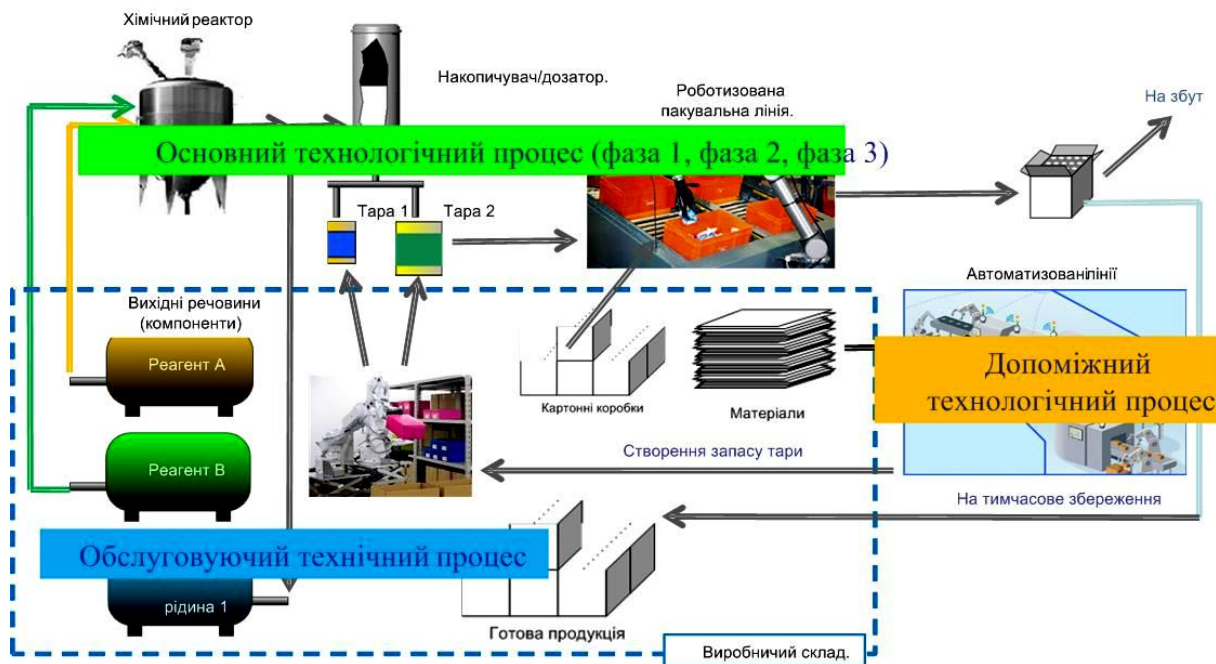 Хімічний реактор
Накопичувач/дозатор.
Роботизована
пакувальна лінія.
На збут
Основний технологічний процес (фаза 1, фаза 2, фаза 3)
Тара 1
Тара 2
Автоматизованілінії
Вихідні речовини
(компоненти)
Реагент А
Допоміжний
технологічний процес
Картонні коробки
Матеріали
Створення запасу тари
Реагент В
На тимчасове збереження
Обслуговуючий технічний процес
рідина 1
Готова продукція
Виробничий склад.